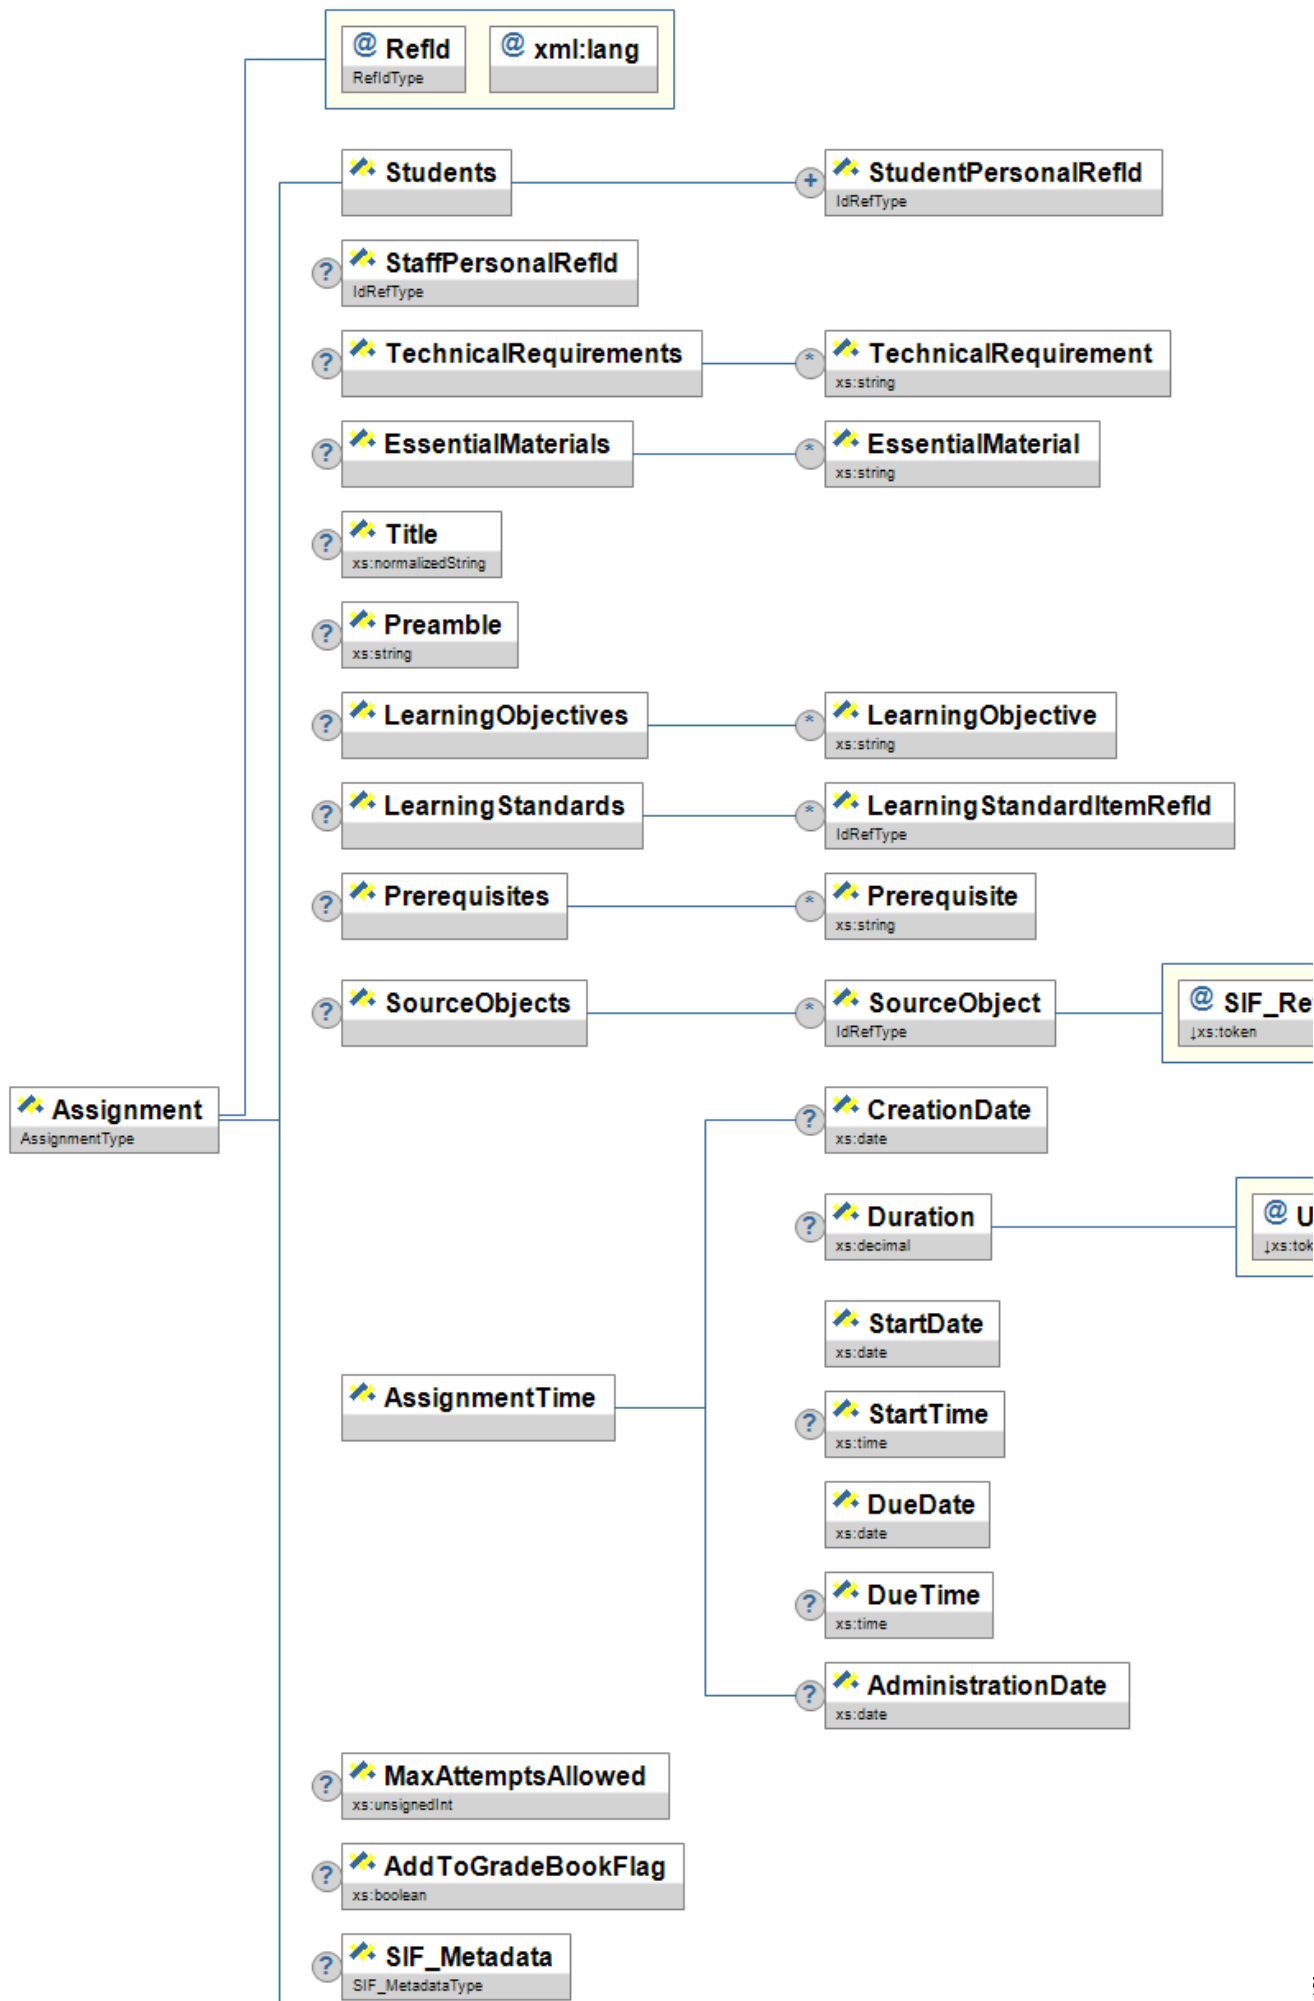 @ RefId
RefIdType
@ xml:lang
Students
+ StudentPersonalRefId
IdRefType
? StaffPersonalRefId
IdRefType
? TechnicalRequirements
* TechnicalRequirement
xs:string
? EssentialMaterials
* EssentialMaterial
xs:string
? Title
xs:normalizedString
? Preamble
xs:string
? LearningObjectives
* LearningObjective
xs:string
? LearningStandards
* LearningStandardItemRefId
IdRefType
? Prerequisites
* Prerequisite
xs:string
? SourceObjects
* SourceObject
IdRefType
@ SIF_Re
↓xs:token
Assignment
AssignmentType
AssignmentTime
? CreationDate
xs:date
? Duration
xs:decimal
@ U
↓xs:tok
StartDate
xs:date
? StartTime
xs:time
DueDate
xs:date
? DueTime
xs:time
? AdministrationDate
xs:date
? MaxAttemptsAllowed
xs:unsignedInt
? AddToGradeBookFlag
xs:boolean
? SIF_Metadata
SIF_MetadataType